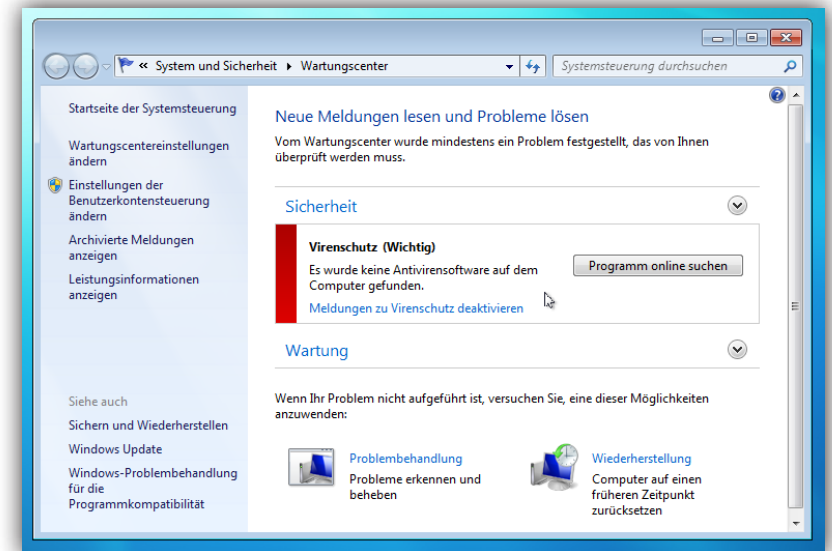 « System und Sicherheit ▸ Wartungscenter
Systemsteuerung durchsuchen
Startseite der Systemsteuerung
Wartungscentereinstellungen
ändern
Einstellungen der
Benutzerkontensteuerung
ändern
Archivierte Meldungen
anzeigen
Leistungsinformationen
anzeigen
Siehe auch
Sichern und Wiederherstellen
Windows Update
Windows-Problembehandlung
für die
Programmkompatibilität
Neue Meldungen lesen und Probleme lösen
Vom Wartungscenter wurde mindestens ein Problem festgestellt, das von Ihnen
überprüft werden muss.
Sicherheit
Virenschutz (Wichtig)
Es wurde keine Antivirensoftware auf dem
Computer gefunden.
Programm online suchen
Meldungen zu Virenschutz deaktivieren
Wartung
Wenn Ihr Problem nicht aufgeführt ist, versuchen Sie, eine dieser Möglichkeiten
anzuwenden:
Problembehandlung
Probleme erkennen und
beheben
Wiederherstellung
Computer auf einen
früheren Zeitpunkt
zurücksetzen